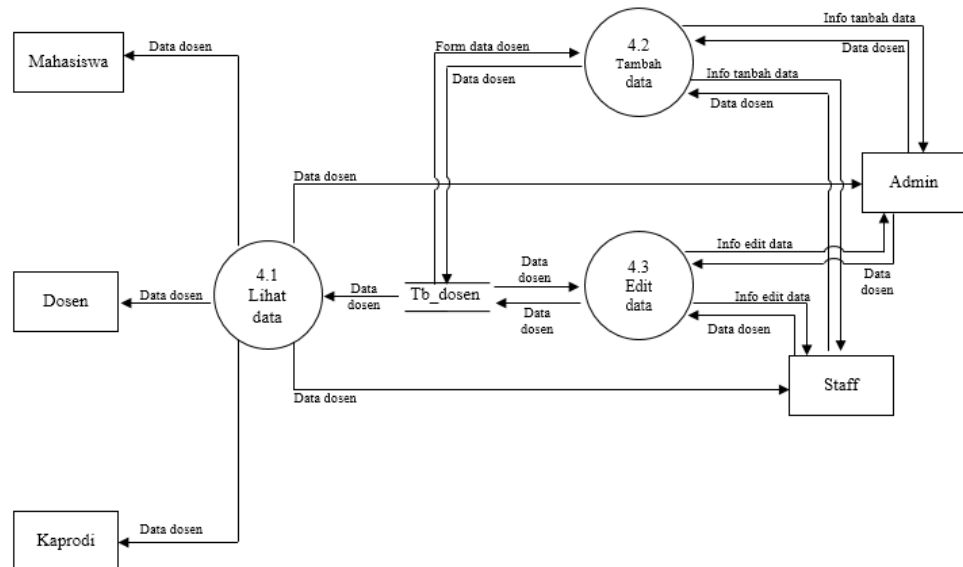 Info tanbah data
Data dosen
Mahasiswa
Form data dosen
4.2
Tambah
data
Data dosen
Data dosen
Info tanbah data
Data dosen
Data dosen
Admin
4.1
Lihat
data
Dosen
Data dosen
Data
dosen
Tb_dosen
Data
dosen
Data
dosen
4.3
Edit
data
Info edit data
Data
dosen
Info edit data
Data dosen
Staff
Data dosen
Kaprodi
Data dosen